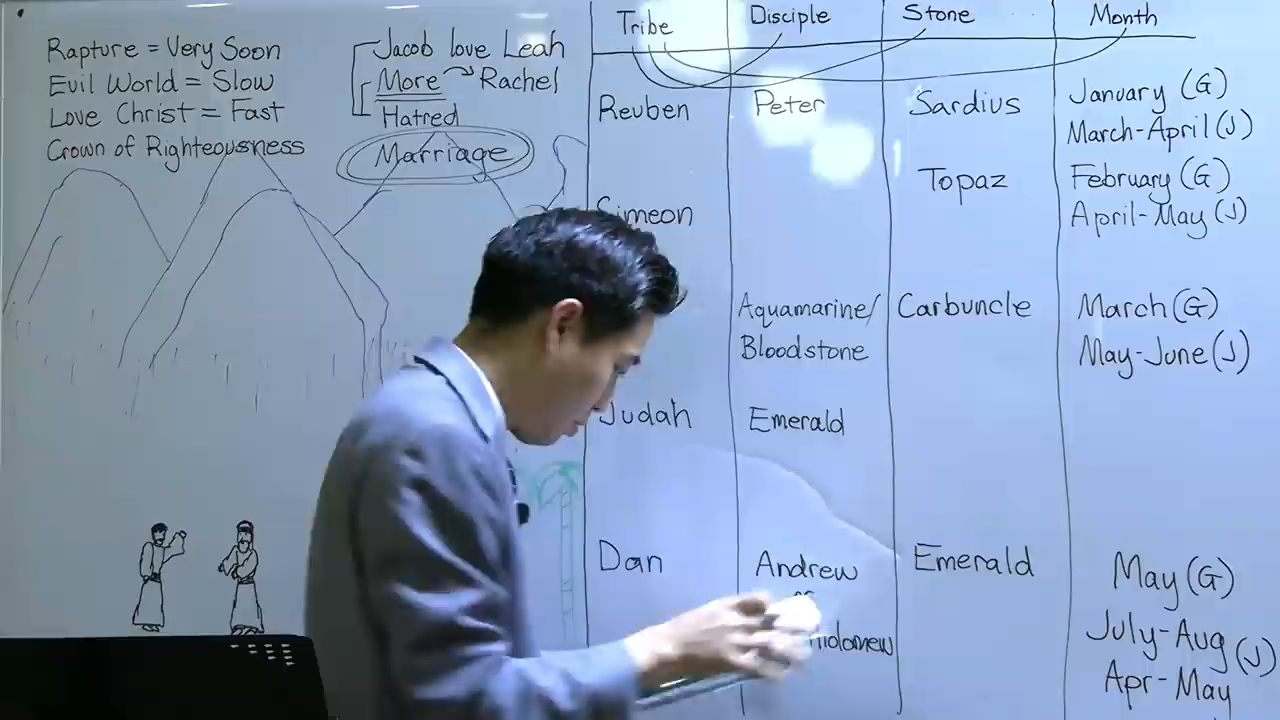 Rapture = Very Soon
Evil World = Slow
Love Christ = Fast
Crown of Righteousness
Jacob love Leah
More Rachel
Hatred
Marriage
Tribe Disciple Stone Month
Reuben Peter Sardius January (G)
March-April (J)
Simeon Topaz February (G)
April-May (J)
Aquamarine/ Carbuncle March (G)
Bloodstone May-June (J)
Judah Emerald
Dan Andrew Emerald May (G)
July-Aug (J)
Apr-May